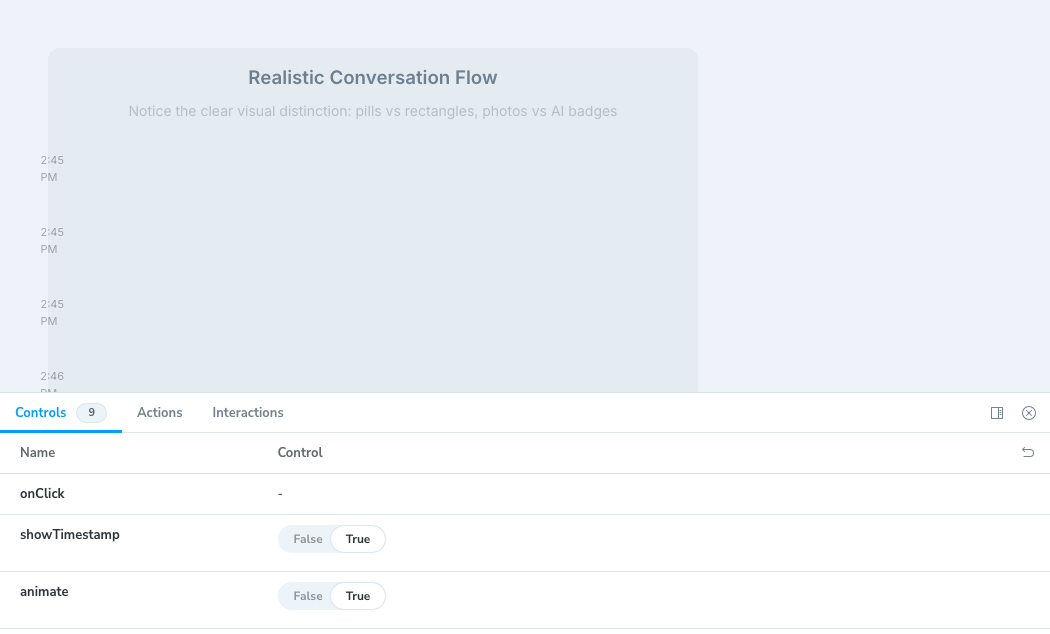 Realistic Conversation Flow
Notice the clear visual distinction: pills vs rectangles, photos vs AI badges
2:45
PM
2:45
PM
2:45
PM
2:46
PM
Controls 9 Actions Interactions
Name Control
onClick -
showTimestamp False True
animate False True